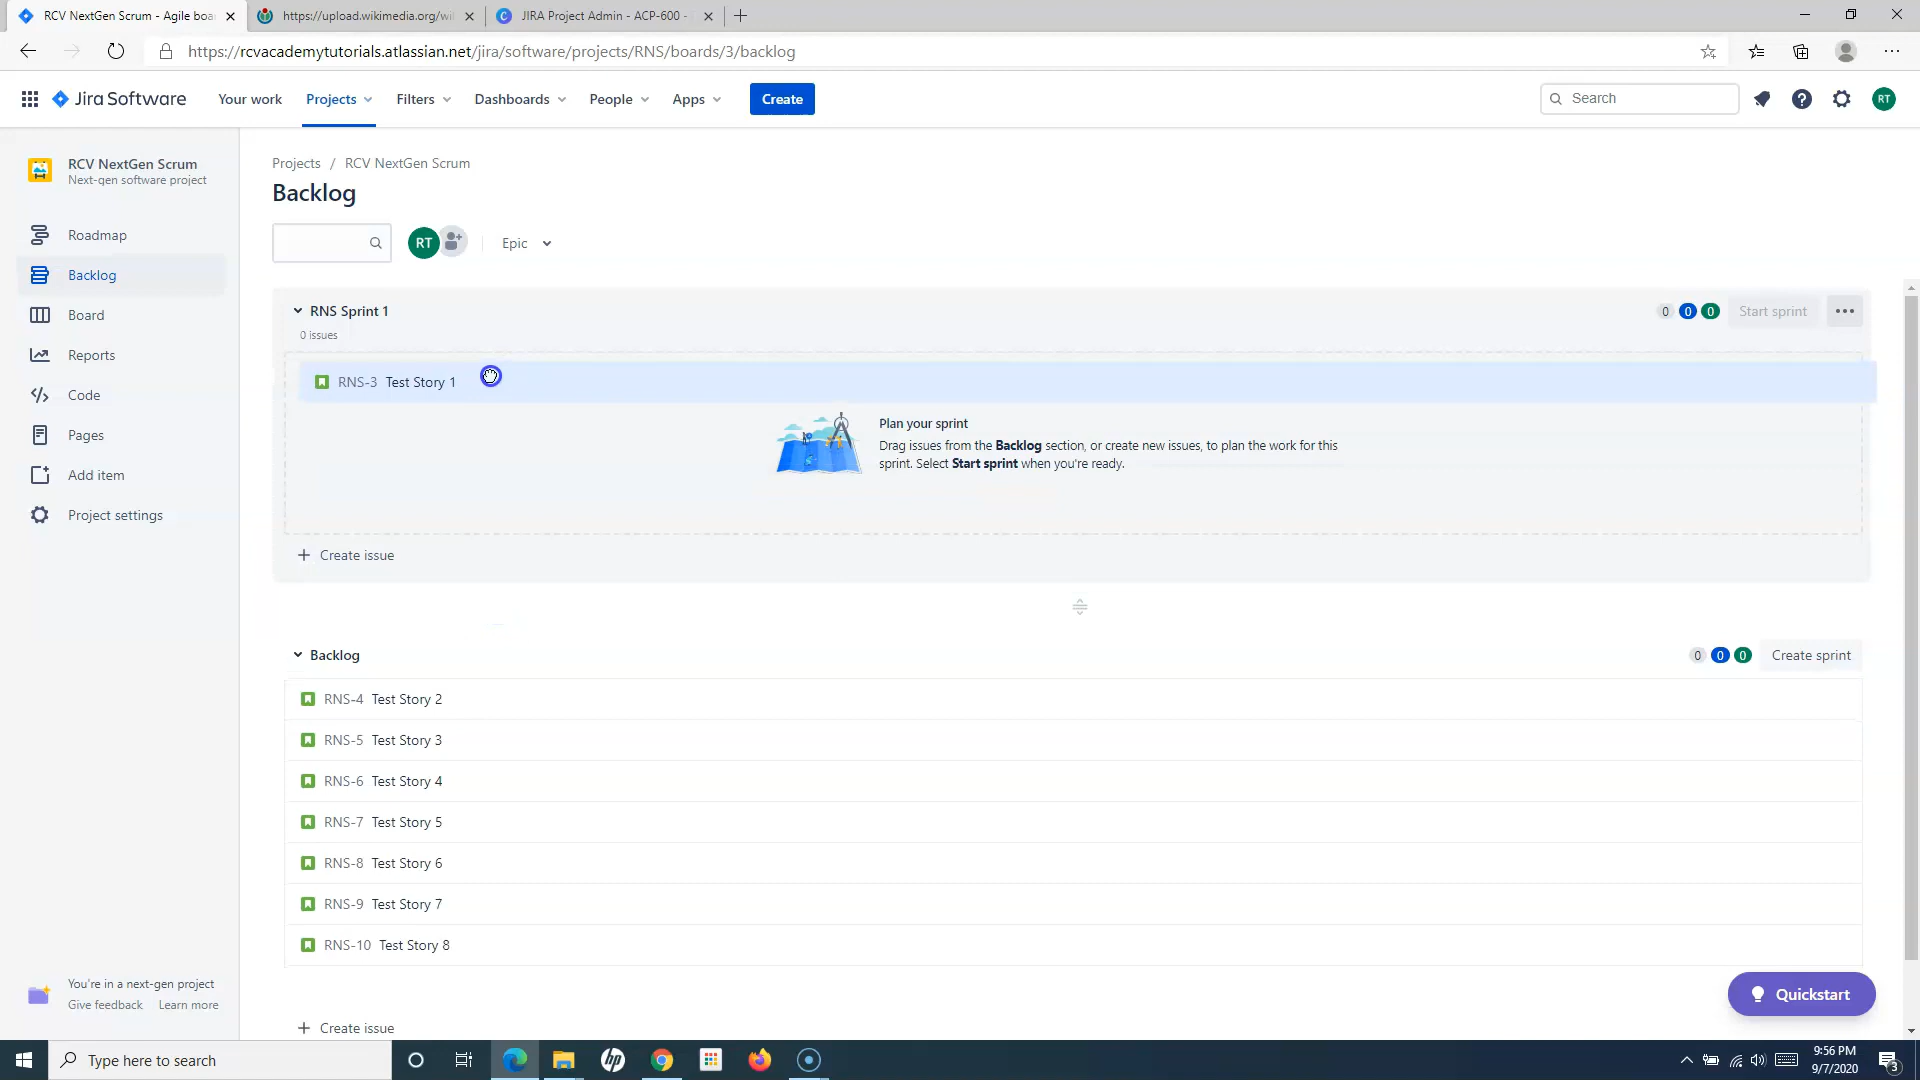 RCV NextGen Scrum - Agile boa
https://upload.wikimedia.org/wi
JIRA Project Admin - ACP-600 -
https://rcvacademytutorials.atlassian.net/jira/software/projects/RNS/boards/3/backlog
Jira Software
Your work
Projects
Filters
Dashboards
People
Apps
Create
Search
RT
RCV NextGen Scrum
Next-gen software project
Roadmap
Backlog
Board
Reports
Code
Pages
Add item
Project settings
You're in a next-gen project
Give feedback Learn more
Projects / RCV NextGen Scrum
Backlog
RT
Epic
RNS Sprint 1
0 0 0
Start sprint
0 issues
RNS-3 Test Story 1
Plan your sprint
Drag issues from the Backlog section, or create new issues, to plan the work for this
sprint. Select Start sprint when you're ready.
+ Create issue
Backlog
0 0 0
Create sprint
RNS-4 Test Story 2
RNS-5 Test Story 3
RNS-6 Test Story 4
RNS-7 Test Story 5
RNS-8 Test Story 6
RNS-9 Test Story 7
RNS-10 Test Story 8
Quickstart
+ Create issue
Type here to search
hp
9:56 PM
9/7/2020
3